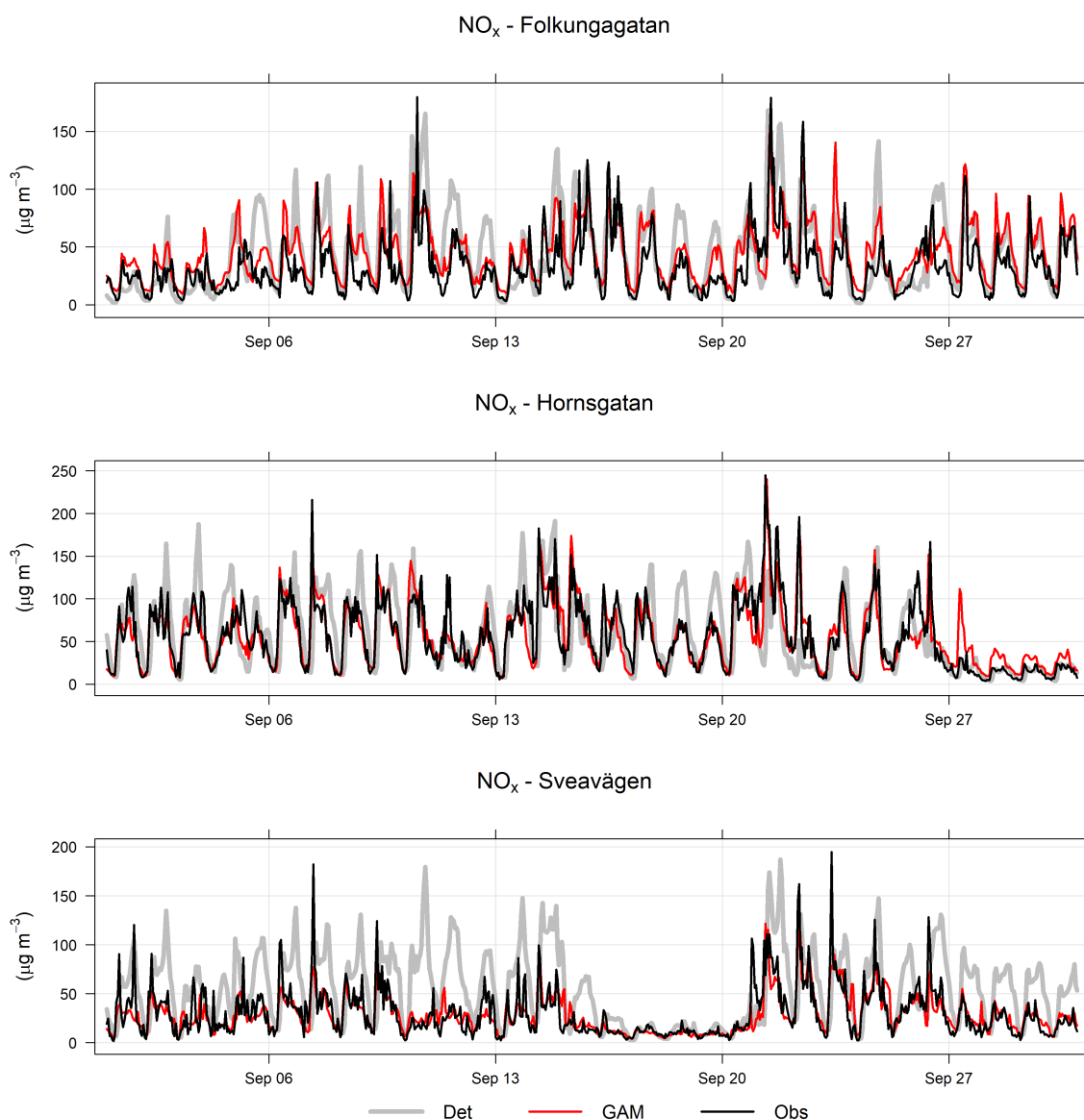 NOx - Folkungagatan
(μg m−3)
150
100
50
0
Sep 06 Sep 13 Sep 20 Sep 27
NOx - Hornsgatan
(μg m−3)
250
200
150
100
50
0
Sep 06 Sep 13 Sep 20 Sep 27
NOx - Sveavägen
(μg m−3)
200
150
100
50
0
Sep 06 Sep 13 Sep 20 Sep 27
Det GAM Obs